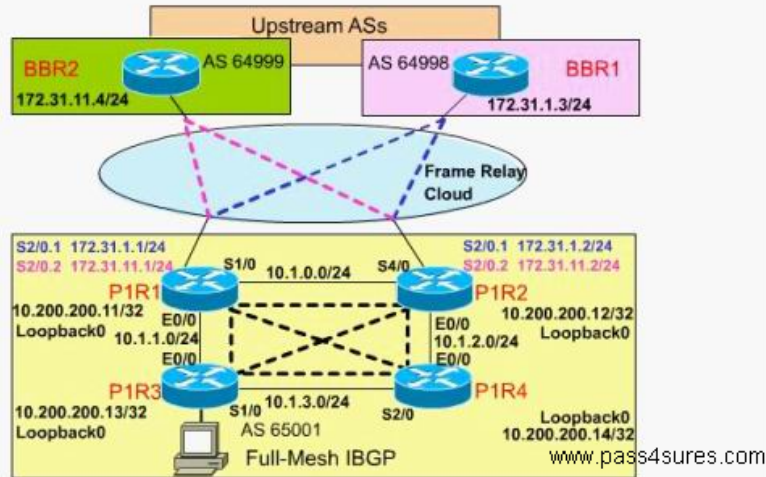 Upstream ASs
BBR2
AS 64999
AS 64998
BBR1
172.31.11.4/24
172.31.1.3/24
Frame Relay
Cloud
S2/0.1 172.31.1.1/24
S2/0.2 172.31.11.1/24
S2/0.1 172.31.1.2/24
S2/0.2 172.31.11.2/24
S1/0
10.1.0.0/24
S4/0
P1R1
P1R2
10.200.200.11/32
Loopback0
10.200.200.12/32
Loopback0
E0/0
10.1.1.0/24
E0/0
E0/0
10.1.2.0/24
E0/0
P1R3
P1R4
10.200.200.13/32
Loopback0
S1/0
10.1.3.0/24
S2/0
Loopback0
10.200.200.14/32
AS 65001
Full-Mesh IBGP
www.pass4sures.com